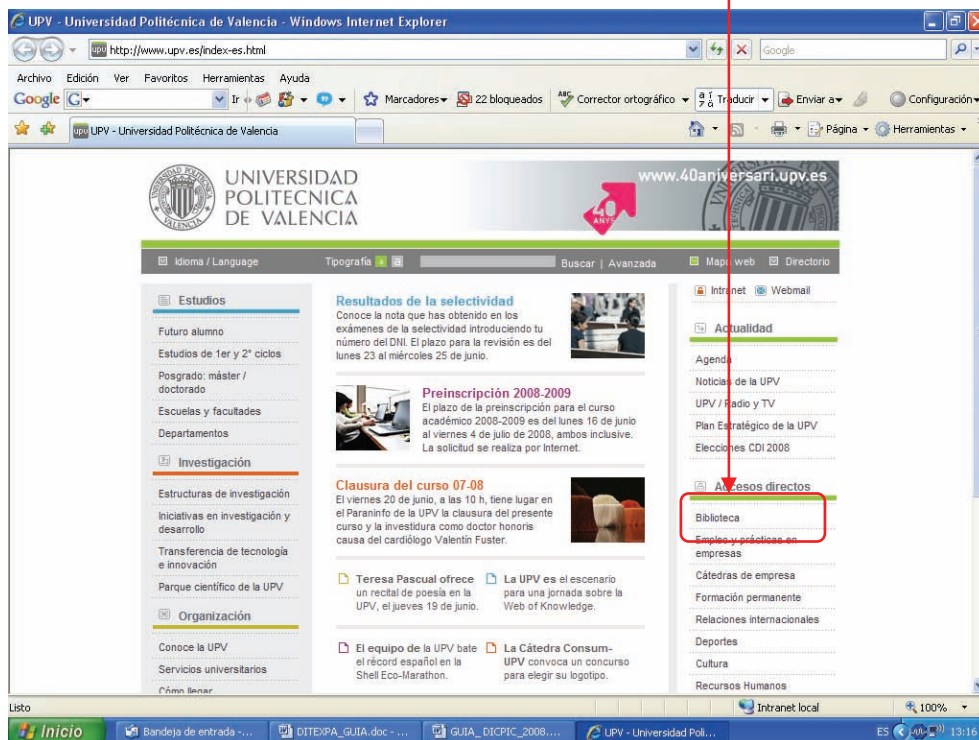 UPV - Universidad Politécnica de Valencia - Windows Internet Explorer
http://www.upv.es/index-es.html
Google
Archivo Edición Ver Favoritos Herramientas Ayuda
Google G Ir Marcadores 22 bloqueados Corrector ortográfico Traducir Enviar a Configuración
UPV - Universidad Politécnica de Valencia
Página Herramientas
UNIVERSIDAD
POLITECNICA
DE VALENCIA
40
ANYS
www.40aniversari.upv.es
Idioma / Language Tipografía a a Buscar | Avanzada Mapa web Directorio
Estudios
Futuro alumno
Estudios de 1er y 2º ciclos
Posgrado: máster /
doctorado
Escuelas y facultades
Departamentos
Investigación
Estructuras de investigación
Iniciativas en investigación y
desarrollo
Transferencia de tecnología
e innovación
Parque científico de la UPV
Organización
Conoce la UPV
Servicios universitarios
Cómo llegar
Resultados de la selectividad
Conoce la nota que has obtenido en los
exámenes de la selectividad introduciendo tu
número del DNI. El plazo para la revisión es del
lunes 23 al miércoles 25 de junio.
Preinscripción 2008-2009
El plazo de la preinscripción para el curso
académico 2008-2009 es del lunes 16 de junio
al viernes 4 de julio de 2008, ambos inclusive.
La solicitud se realiza por Internet.
Clausura del curso 07-08
El viernes 20 de junio, a las 10 h, tiene lugar en
el Paraninfo de la UPV la clausura del presente
curso y la investidura como doctor honoris
causa del cardiólogo Valentín Fuster.
Teresa Pascual ofrece
un recital de poesía en la
UPV, el jueves 19 de junio.
La UPV es el escenario
para una jornada sobre la
Web of Knowledge.
El equipo de la UPV bate
el récord español en la
Shell Eco-Marathon.
La Cátedra Consum-
UPV convoca un concurso
para elegir su logotipo.
Intranet Webmail
Actualidad
Agenda
Noticias de la UPV
UPV / Radio y TV
Plan Estratégico de la UPV
Elecciones CDI 2008
Accesos directos
Biblioteca
Empleo y prácticas en
empresas
Cátedras de empresa
Formación permanente
Relaciones internacionales
Deportes
Cultura
Recursos Humanos
Listo Intranet local 100%
Inicio Bandeja de entrada -... DITEXPA_GUIA.doc - ... GUIA_ DICPIC_2008.... UPV - Universidad Poli... ES 13:16